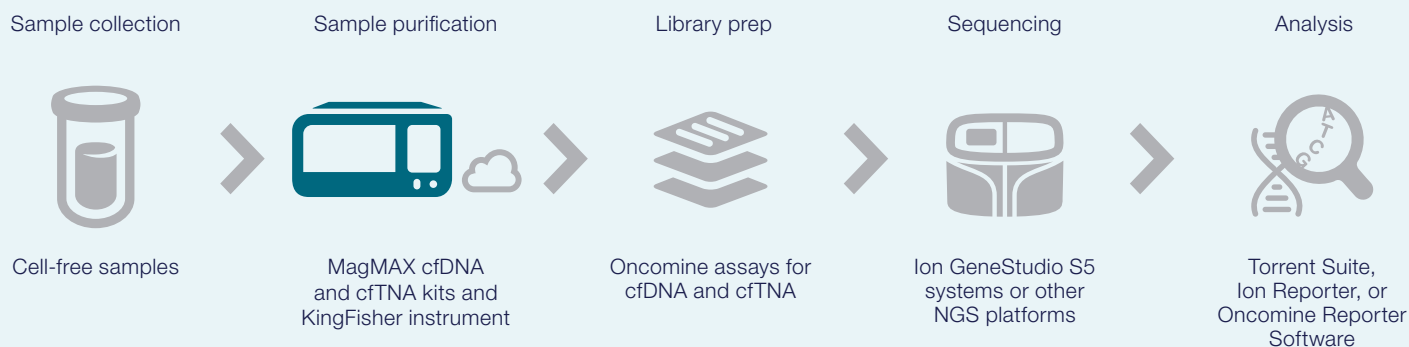 Sample collection
Sample purification
Library prep
Sequencing
Analysis
A
T
C
G
Cell-free samples
MagMAX cfDNA
and cfTNA kits and
KingFisher instrument
Oncomine assays for
cfDNA and cfTNA
Ion GeneStudio S5
systems or other
NGS platforms
Torrent Suite,
Ion Reporter, or
Oncomine Reporter
Software